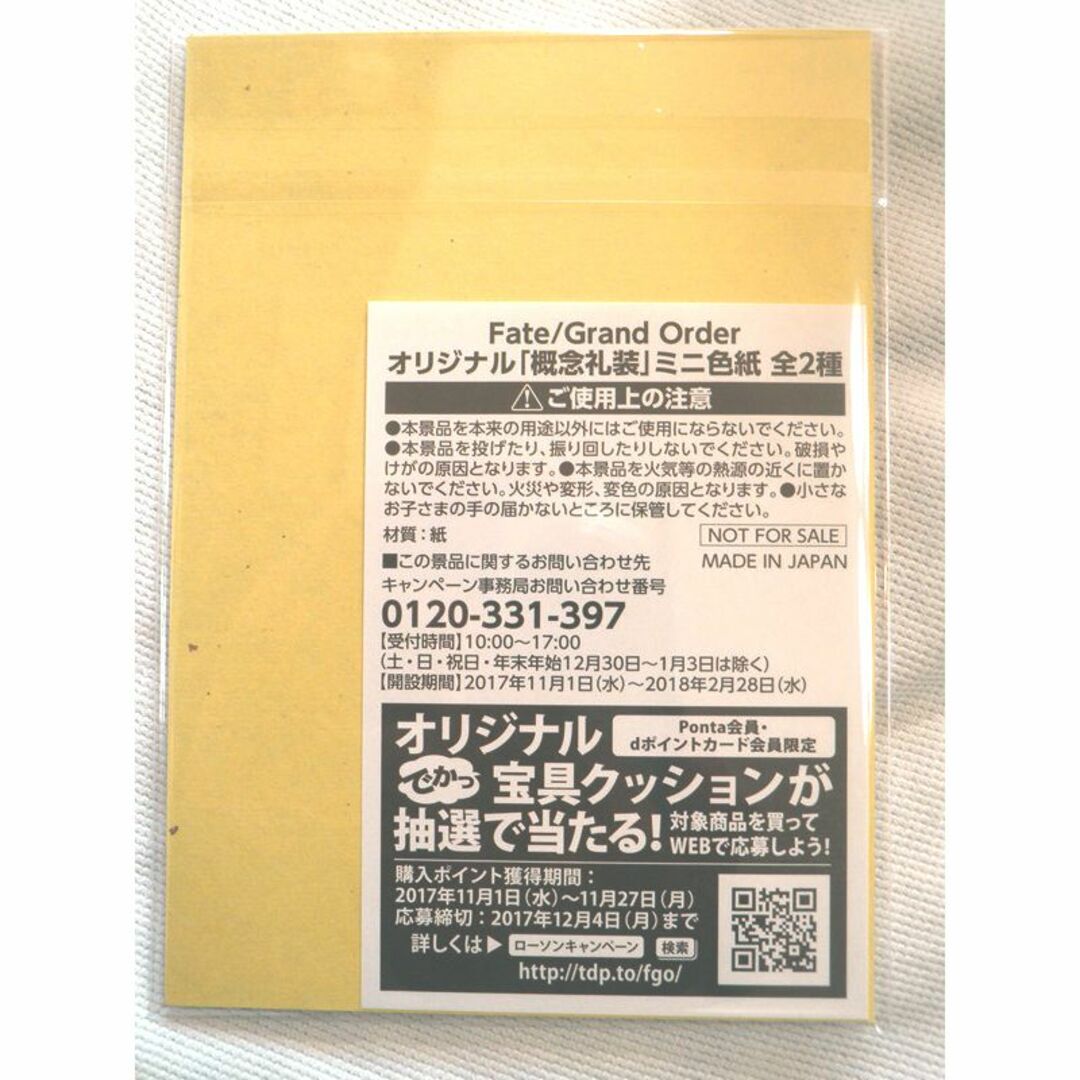 Fate/Grand Order
オリジナル「概念礼装」ミニ色紙 全2種
⚠ご使用上の注意
●本景品を本来の用途以外にはご使用にならないでください。
●本景品を投げたり、振り回したりしないでください。破損や
けがの原因となります。●本景品を火気等の熱源の近くに置か
ないでください。火災や変形、変色の原因となります。●小さな
お子さまの手の届かないところに保管してください。
材質：紙
NOT FOR SALE
■この景品に関するお問い合わせ先
MADE IN JAPAN
キャンペーン事務局お問い合わせ番号
0120-331-397
【受付時間】10:00～17:00
（土・日・祝日・年末年始12月30日～1月3日は除く）
【開設期間】2017年11月1日（水）～2018年2月28日（水）
オリジナル
Ponta会員・
dポイントカード会員限定
でかっ
宝具クッションが
抽選で当たる!
対象商品を買って
WEBで応募しよう!
購入ポイント獲得期間：
2017年11月1日（水）～11月27日（月）
応募締切：2017年12月4日（月）まで
詳しくは▶ ローソンキャンペーン 検索
http://tdp.to/fgo/